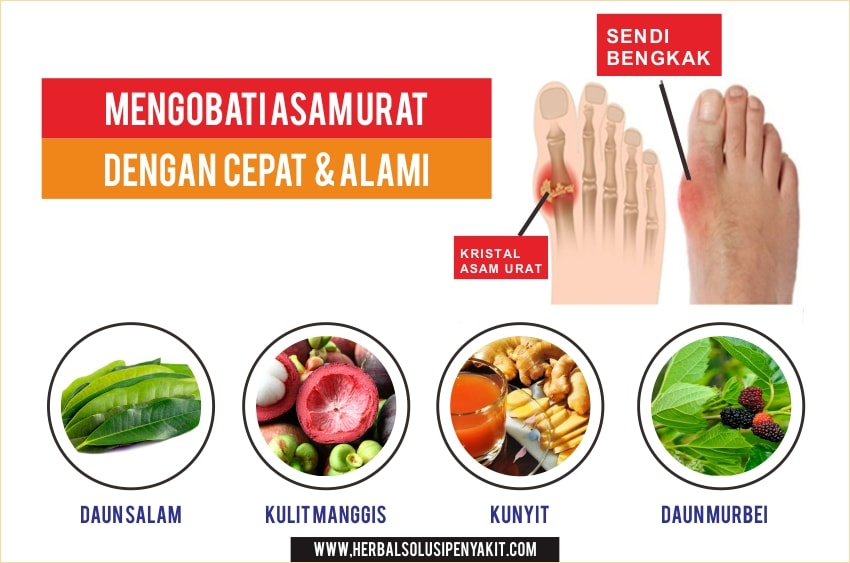 SENDI
BENGKAK
MENGOBATI ASAM URAT
DENGAN CEPAT & ALAMI
KRISTAL
ASAM URAT
DAUN SALAM
KULIT MANGGIS
KUNYIT
DAUN MURBEI
WWW.HERBALSOLUSIPENYAKIT.COM